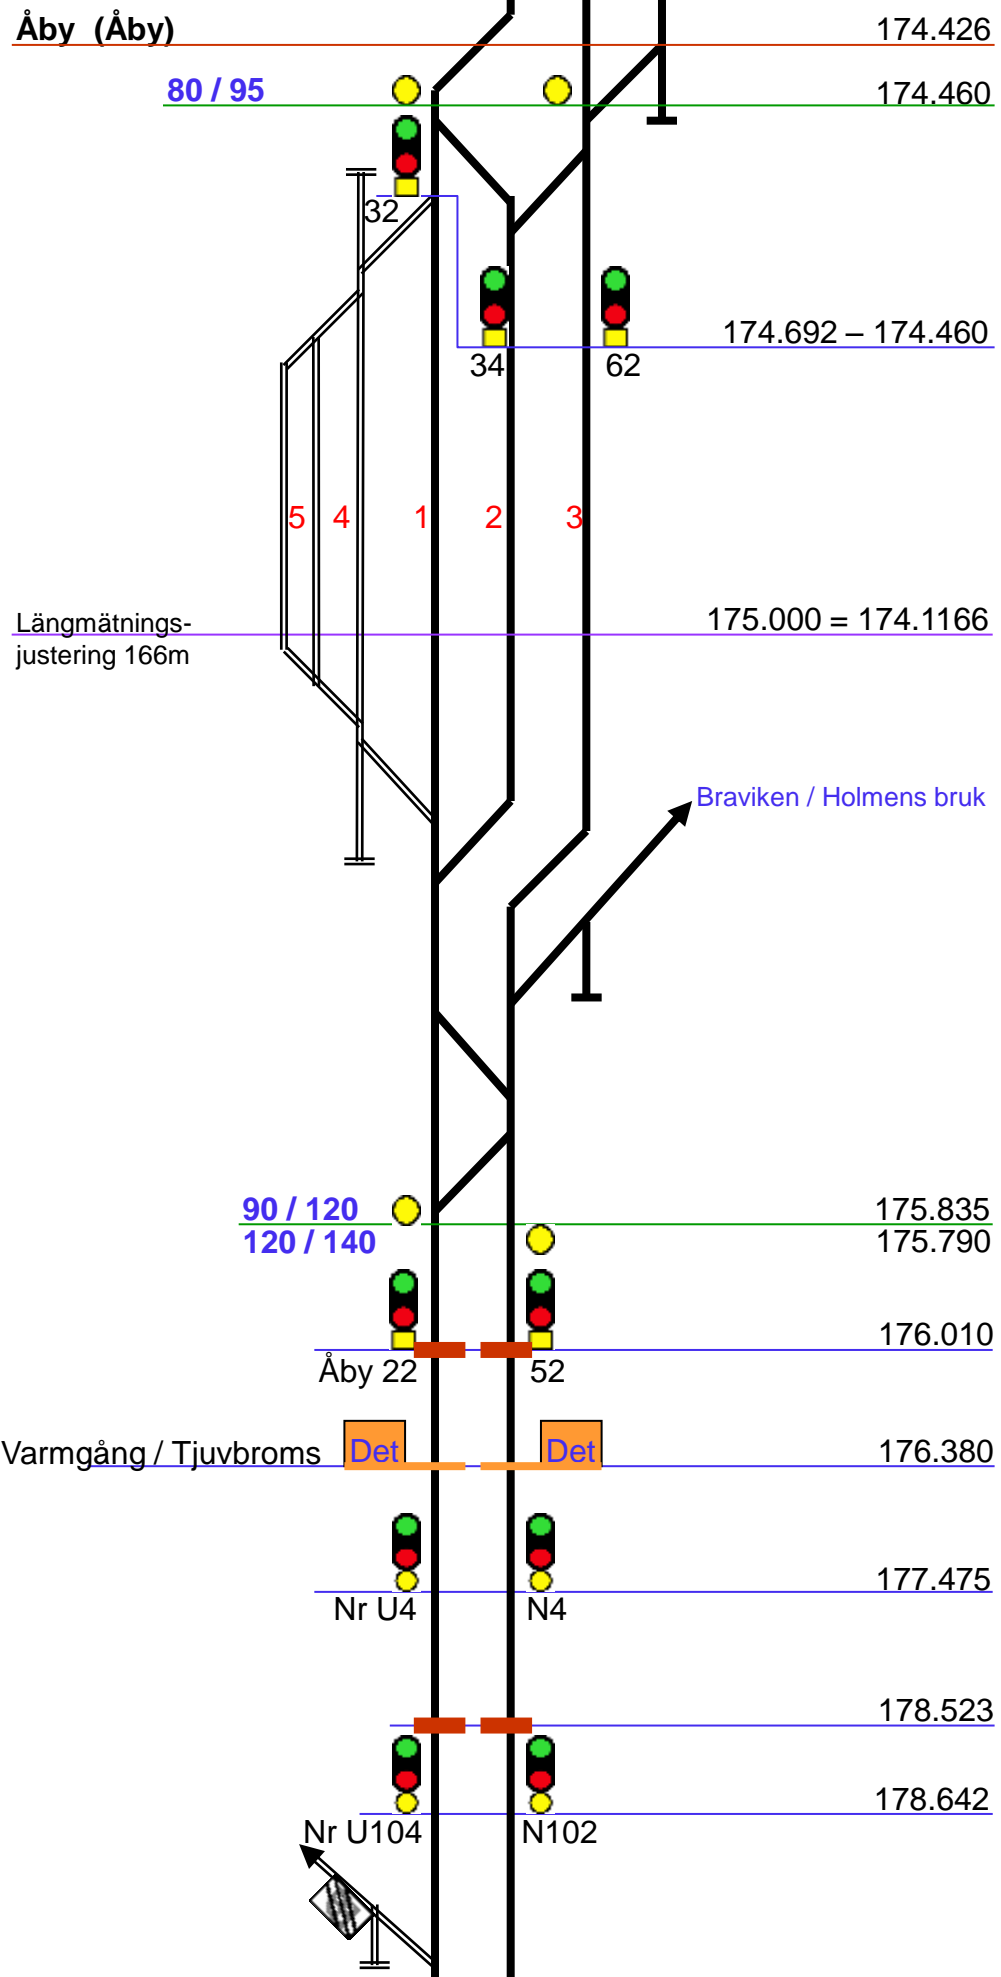 Åby (Åby) 174.426
80 / 95 174.460
32
174.692 – 174.460
34 62
5 4 1 2 3
Längmätnings- 175.000 = 174.1166
justering 166m
Braviken / Holmens bruk
90 / 120 175.835
120 / 140 175.790
176.010
Åby 22 52
Varmgång / Tjuvbroms Det Det 176.380
177.475
Nr U4 N4
178.523
178.642
Nr U104 N102